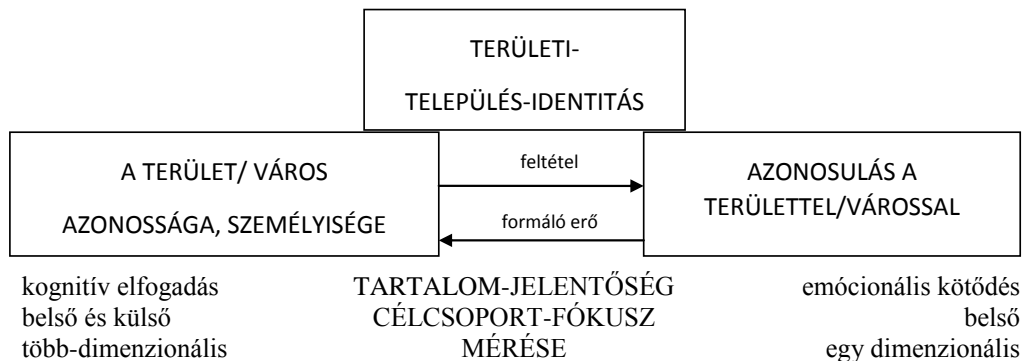 TERÜLETI-
TELEPÜLÉS-IDENTITÁS
A TERÜLET/ VÁROS
AZONOSSÁGA, SZEMÉLYISÉGE
feltétel
formáló erő
AZONOSULÁS A
TERÜLETTEL/VÁROSSAL
kognitív elfogadás TARTALOM-JELENTŐSÉG emócionális kötődés
belső és külső CÉLCSOPORT-FÓKUSZ belső
több-dimenzionális MÉRÉSE egy dimenzionális